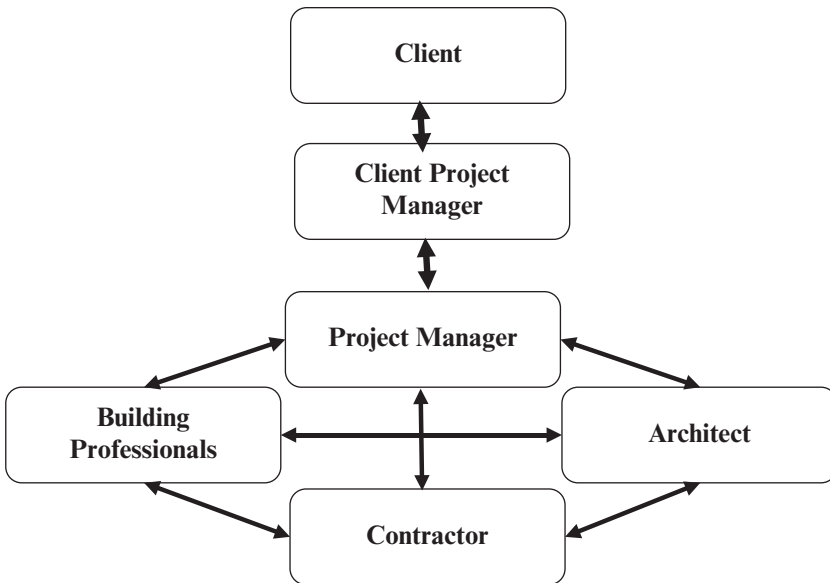 Client
Client Project
Manager
Project Manager
Building
Professionals
Architect
Contractor